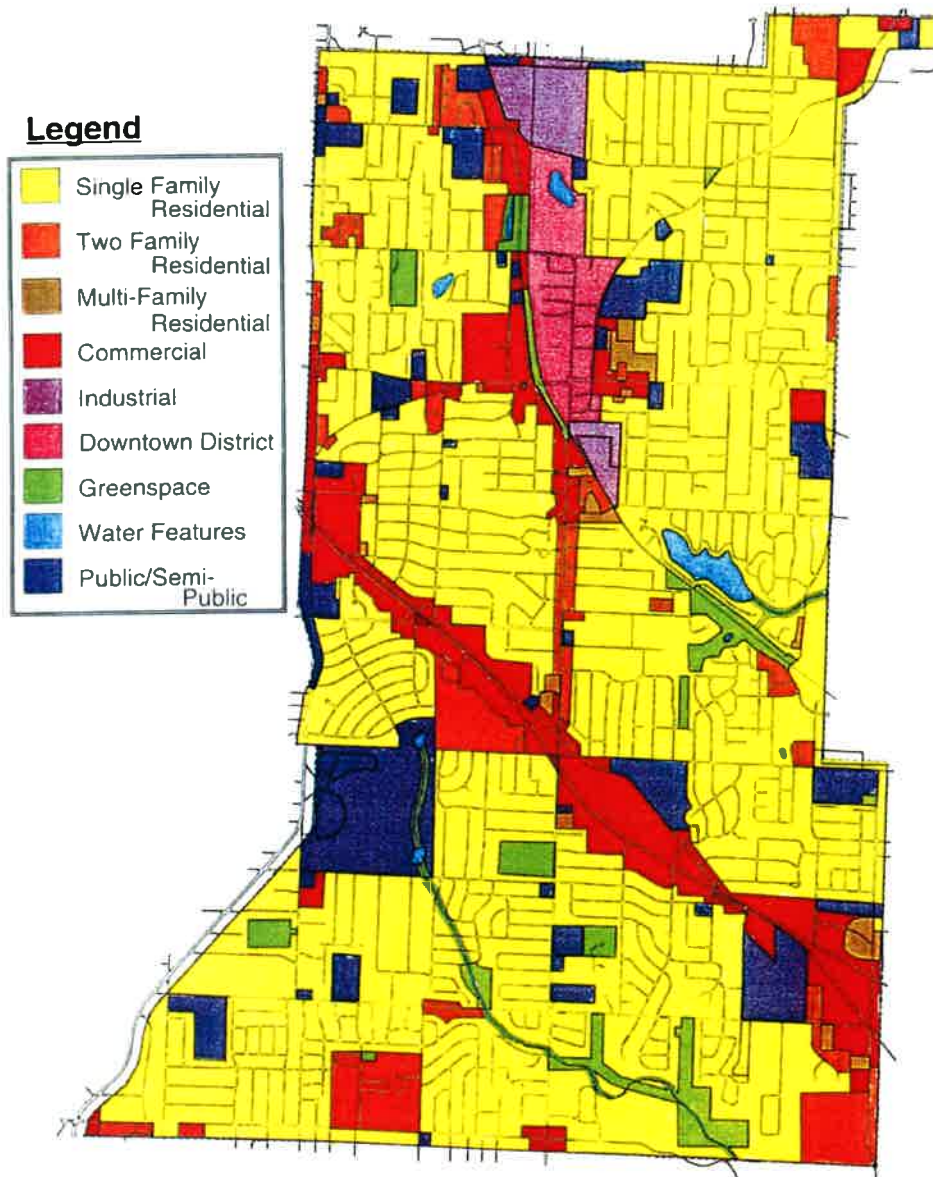 Legend
Single Family
Residential
Two Family
Residential
Multi-Family
Residential
Commercial
Industrial
Downtown District
Greenspace
Water Features
Public/Semi-
Public